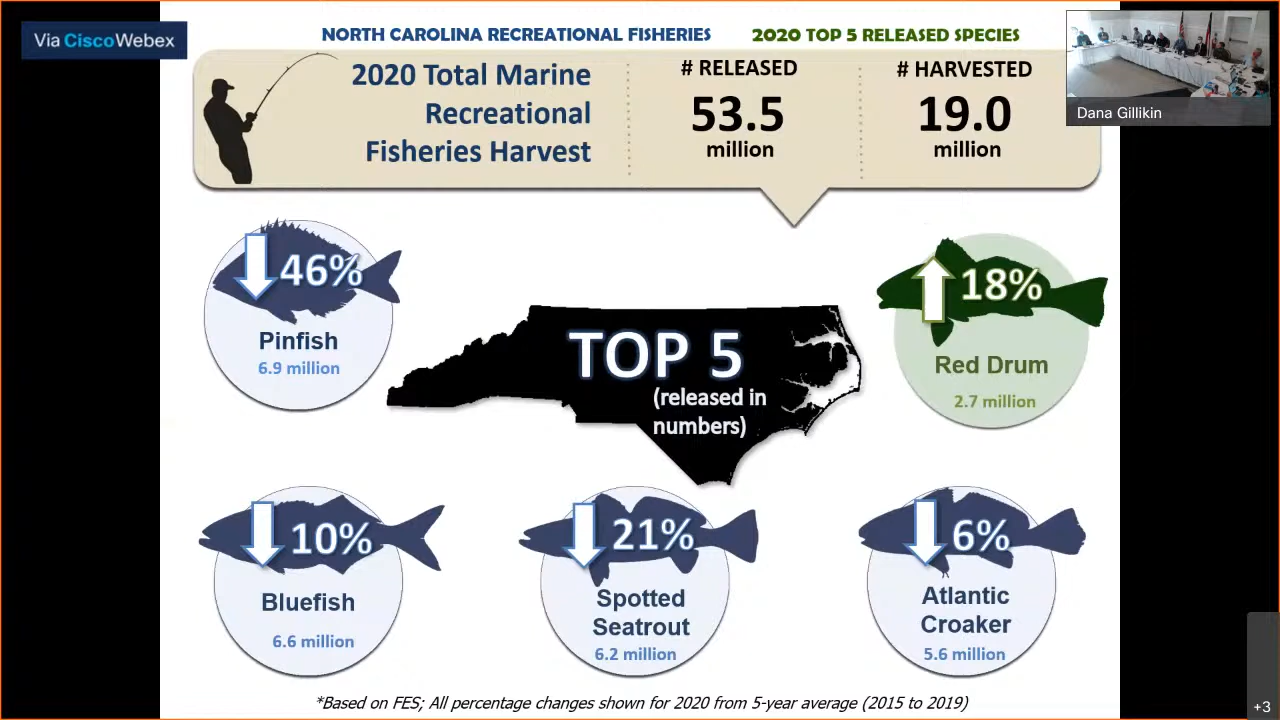 Via CiscoWebex
NORTH CAROLINA RECREATIONAL FISHERIES
2020 TOP 5 RELEASED SPECIES
Dana Gillikin
2020 Total Marine
Recreational
Fisheries Harvest
# RELEASED
53.5
million
# HARVESTED
19.0
million
46%
Pinfish
6.9 million
TOP 5
(released in
numbers)
18%
Red Drum
2.7 million
10%
Bluefish
6.6 million
21%
Spotted
Seatrout
6.2 million
6%
Atlantic
Croaker
5.6 million
*Based on FES; All percentage changes shown for 2020 from 5-year average (2015 to 2019)
+3